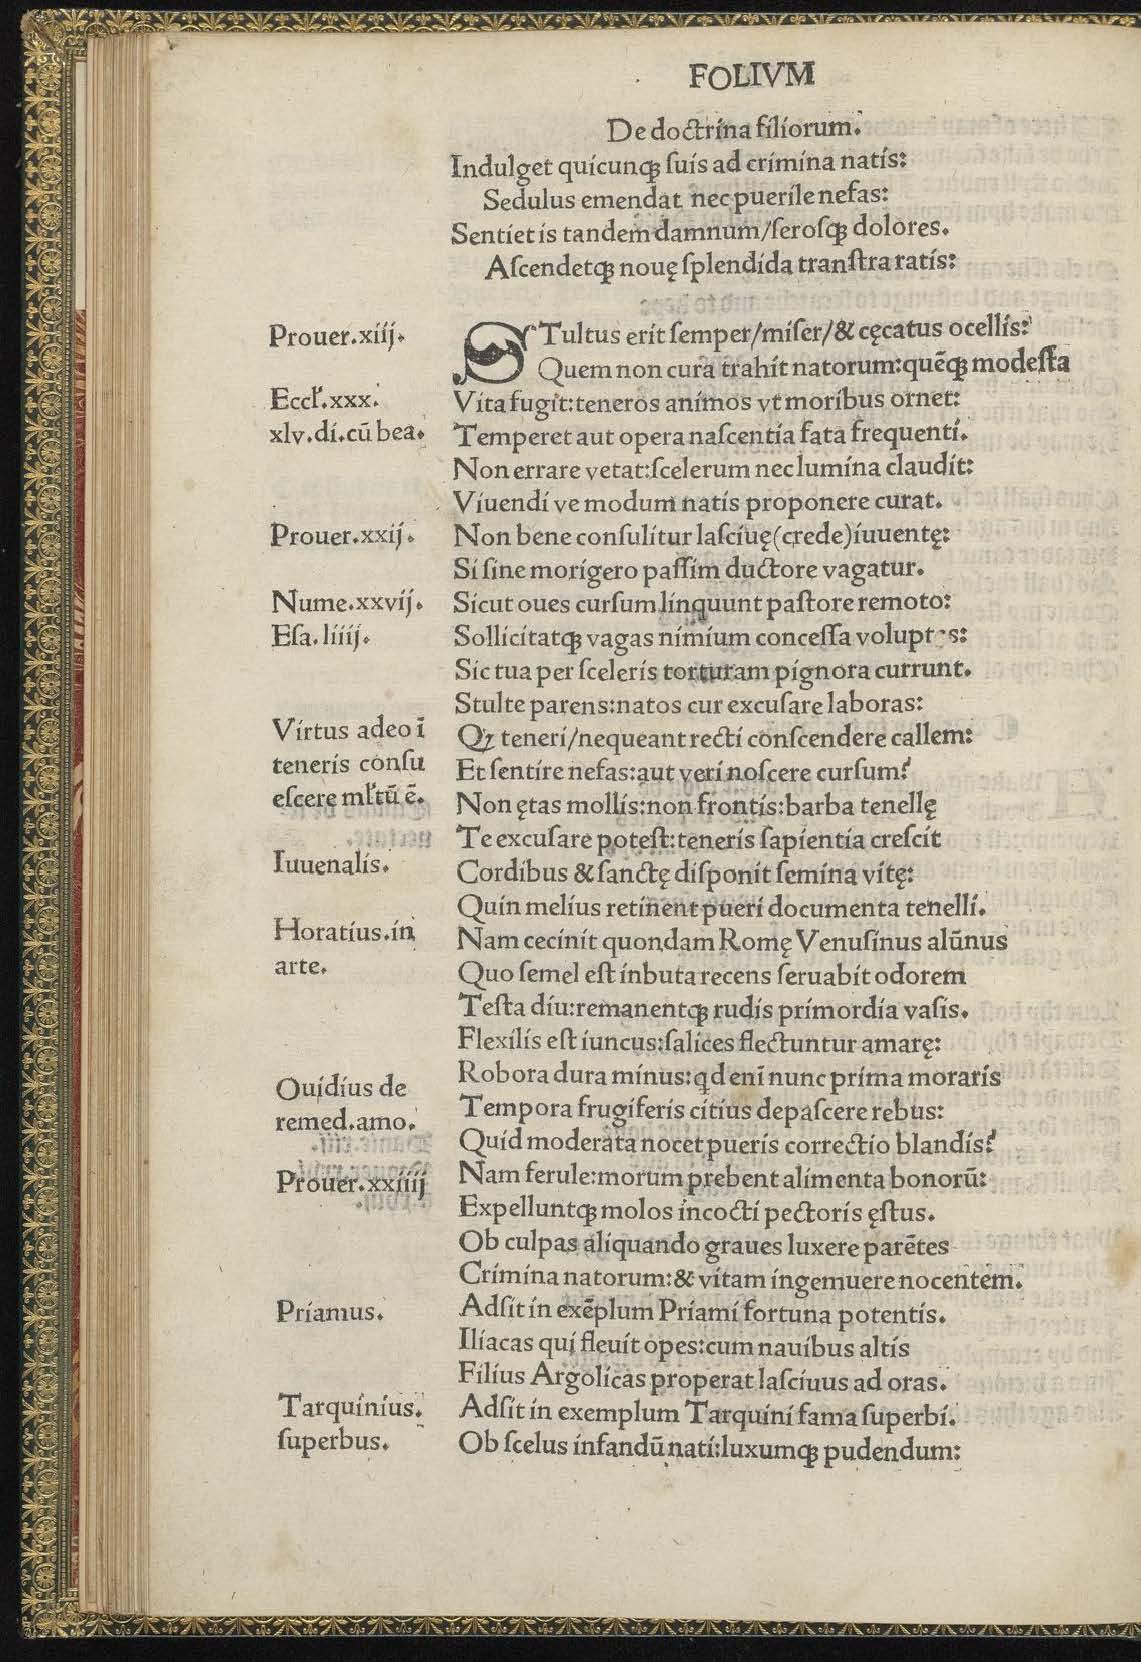 FOLIVM
De doctrina filiorum.
Indulget quicunqꝫ ſuis ad crimina natis:
Sedulus emendat nec puerile nefas:
Sentiet is tandem damnum/ſeroſqꝫ dolores.
Aſcendetqꝫ nouę ſplendida tranſtra ratis:
Prouer.xiij.
STultus erit ſemper/miſer/& cęcatus ocellis:
Quem non cura trahit natorum:quēqꝫ modeſta
Eccl'.xxx.
Vita fugit:teneros animos vt moribus ornet:
xlv.di.cū bea.
Temperet aut opera naſcentia fata frequenti.
Non errare vetat:ſcelerum nec lumina claudit:
Viuendi ve modum natis proponere curat.
Prouer.xxij.
Non bene conſulitur laſciuę(crede)iuuentę:
Si ſine morigero paſſim ductore vagatur.
Nume.xxvij.
Sicut oues curſum linquunt paſtore remoto:
Eſa.liiij.
Sollicitatqꝫ vagas nimium conceſſa volupt s:
Sic tua per ſceleris torturam pignora currunt.
Stulte parens:natos cur excuſare laboras:
Virtus adeo ī
Qꝫ teneri/nequeant recti conſcendere callem:
teneris conſu
Et ſentire nefas:aut veri noſcere curſum?
eſcere ml'tū ē.
Non ętas mollis:non frontis:barba tenellę
Te excuſare poteſt:teneris ſapientia creſcit
Iuuenalis.
Cordibus & ſanctę diſponit ſemina vitę:
Quin melius retinent pueri documenta tenelli.
Horatius.in
Nam cecinit quondam Romę Venuſinus alūnus
arte.
Quo ſemel eſt inbuta recens ſeruabit odorem
Teſta diu:remanentqꝫ rudis primordia vaſis.
Flexilis eſt iuncus:ſalices flectuntur amarę:
Robora dura minus:qd enī nunc prima moraris
Ouidius de
Tempora frugiferis citius depaſcere rebus:
remed.amo.
Quid moderata nocet pueris correctio blandis?
Prouer.xxiiij
Nam ferule:morum prebent alimenta bonorū:
Expelluntqꝫ molos incocti pectoris ęſtus.
Ob culpas aliquando graues luxere parētes
Crimina natorum:& vitam ingemuere nocentem.
Priamus.
Adſit in exēplum Priami fortuna potentis.
Iliacas qui fleuit opes:cum nauibus altis
Filius Argolicas properat laſciuus ad oras.
Tarquinius.
Adſit in exemplum Tarquini fama ſuperbi.
ſuperbus.
Ob ſcelus infandū nati:luxumqꝫ pudendum: